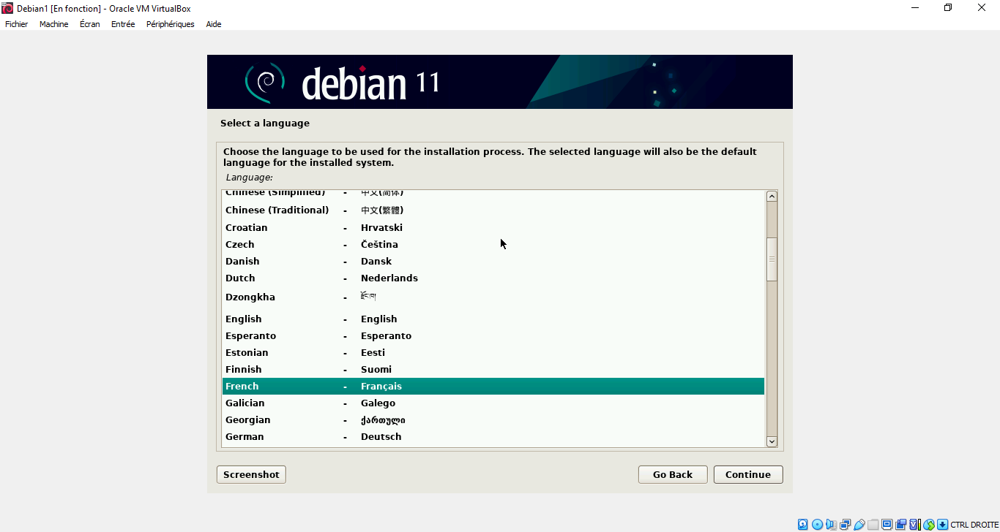 Debian1 [En fonction] - Oracle VM VirtualBox
Fichier Machine Écran Entrée Périphériques Aide
debian 11
Select a language
Choose the language to be used for the installation process. The selected language will also be the default
language for the installed system.
Language:
Chinese (Simplified) - 中文(简体)
Chinese (Traditional) - 中文(繁體)
Croatian - Hrvatski
Czech - Čeština
Danish - Dansk
Dutch - Nederlands
Dzongkha - རྫོང་ཁ།
English - English
Esperanto - Esperanto
Estonian - Eesti
Finnish - Suomi
French - Français
Galician - Galego
Georgian - ქართული
German - Deutsch
Screenshot Go Back Continue
CTRL DROITE